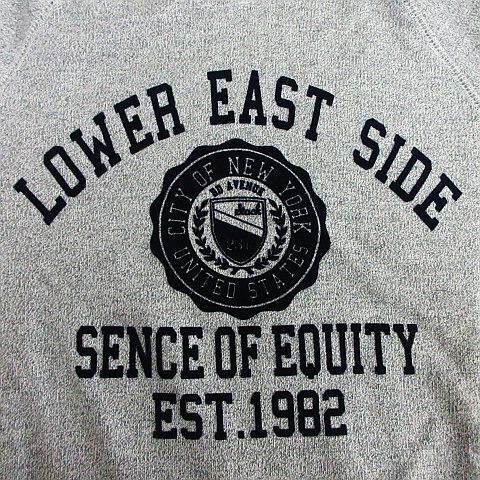 LOWER EAST SIDE
CITY OF NEW YORK
UNITED STATES
SENCE OF EQUITY
EST.1982